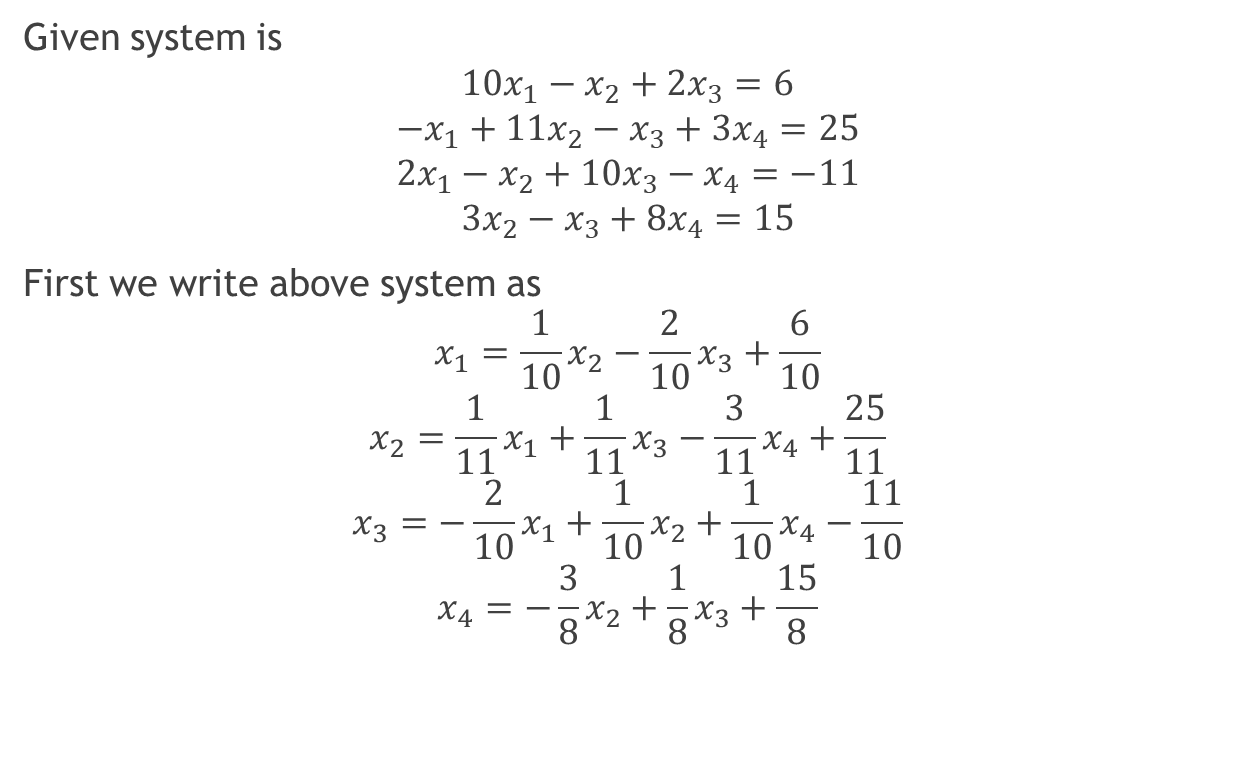 Given system is
10x₁ − x₂ + 2x₃ = 6
−x₁ + 11x₂ − x₃ + 3x₄ = 25
2x₁ − x₂ + 10x₃ − x₄ = −11
3x₂ − x₃ + 8x₄ = 15
First we write above system as
x₁ = 1/10 x₂ − 2/10 x₃ + 6/10
x₂ = 1/11 x₁ + 1/11 x₃ − 3/11 x₄ + 25/11
x₃ = −2/10 x₁ + 1/10 x₂ + 1/10 x₄ − 11/10
x₄ = −3/8 x₂ + 1/8 x₃ + 15/8